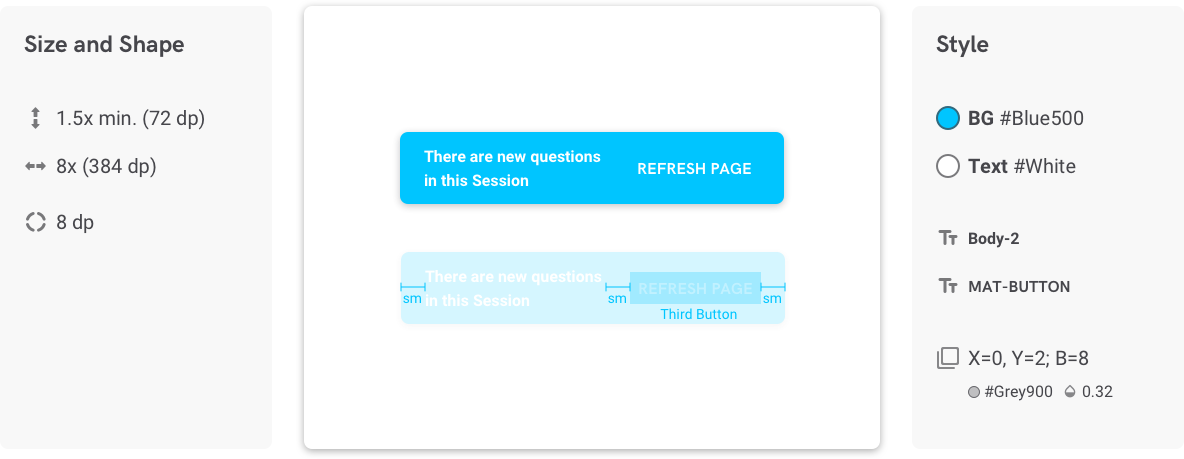 Size and Shape
1.5x min. (72 dp)
8x (384 dp)
8 dp
There are new questions
in this Session
REFRESH PAGE
There are new questions
in this Session
REFRESH PAGE
sm
sm
sm
Third Button
Style
BG #Blue500
Text #White
Body-2
MAT-BUTTON
X=0, Y=2; B=8
#Grey900
0.32